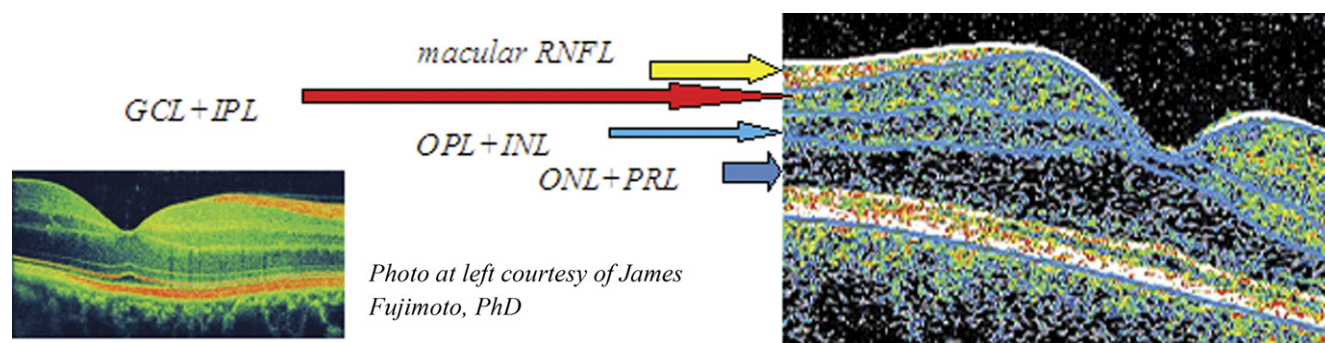 macular RNFL
GCL+IPL
OPL+INL
ONL+PRL
Photo at left courtesy of James
Fujimoto, PhD